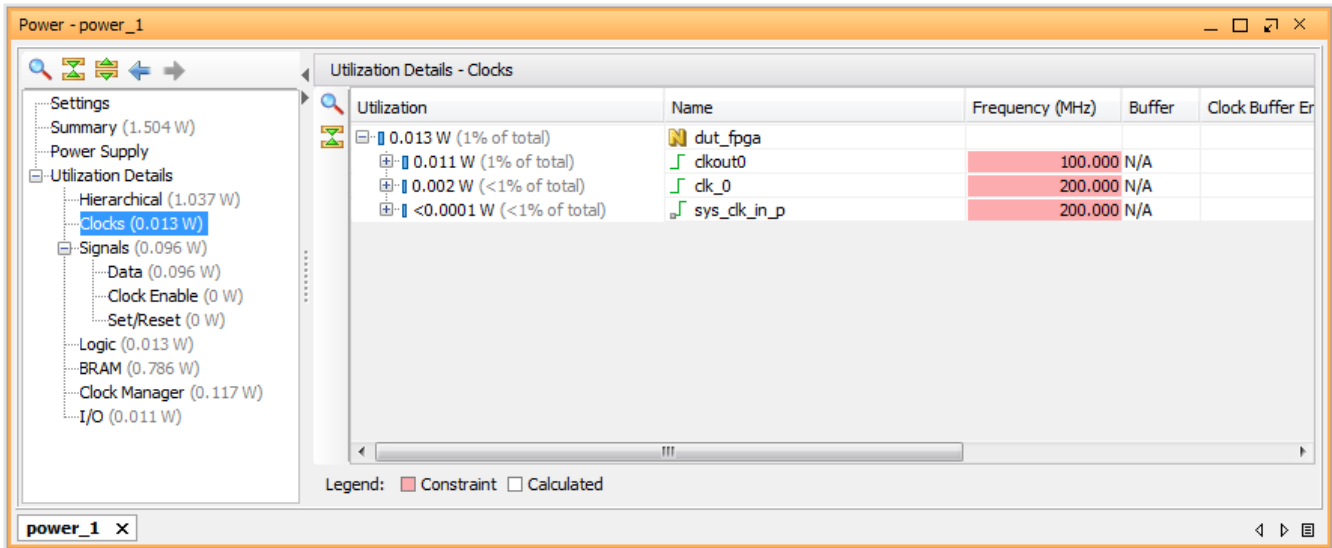 Power - power_1
Utilization Details - Clocks
Settings
Summary (1.504 W)
Power Supply
Utilization Details
Hierarchical (1.037 W)
Clocks (0.013 W)
Signals (0.096 W)
Data (0.096 W)
Clock Enable (0 W)
Set/Reset (0 W)
Logic (0.013 W)
BRAM (0.786 W)
Clock Manager (0.117 W)
I/O (0.011 W)
Utilization Name Frequency (MHz) Buffer Clock Buffer Er
0.013 W (1% of total) dut_fpga
0.011 W (1% of total) clkout0 100.000 N/A
0.002 W (<1% of total) clk_0 200.000 N/A
<0.0001 W (<1% of total) sys_clk_in_p 200.000 N/A
Legend: Constraint Calculated
power_1